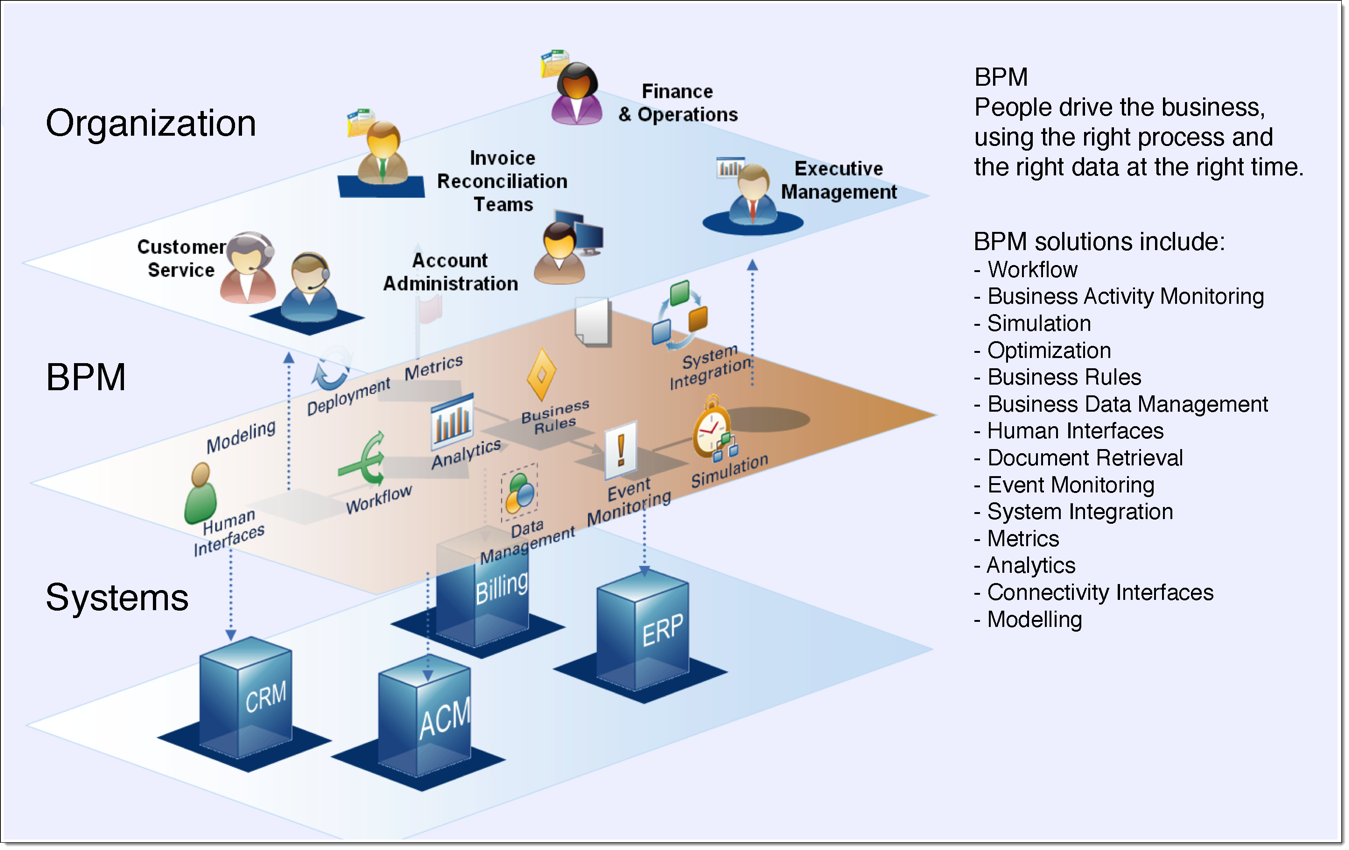 Organization
Finance
& Operations
Invoice
Reconciliation
Teams
Executive
Management
Customer
Service
Account
Administration
BPM
Metrics
Deployment
System
Integration
Modeling
Business
Rules
Analytics
Workflow
Simulation
Event
Monitoring
Human
Interfaces
Data
Management
Systems
Billing
ERP
CRM
ACM
BPM
People drive the business,
using the right process and
the right data at the right time.
BPM solutions include:
- Workflow
- Business Activity Monitoring
- Simulation
- Optimization
- Business Rules
- Business Data Management
- Human Interfaces
- Document Retrieval
- Event Monitoring
- System Integration
- Metrics
- Analytics
- Connectivity Interfaces
- Modelling